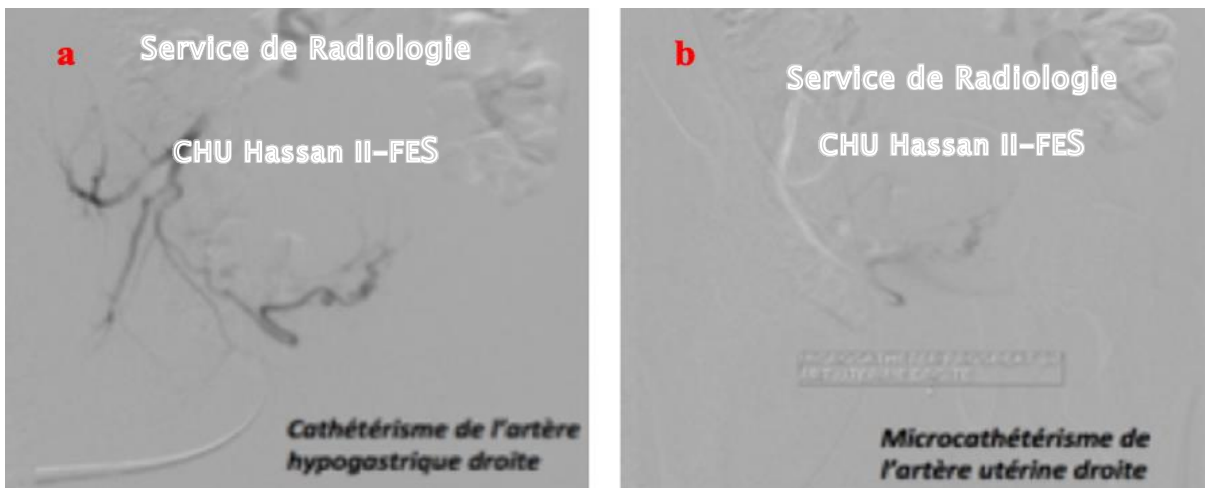 a
Service de Radiologie
CHU Hassan II-FES
Cathétérisme de l'artère
hypogastrique droite
b
Service de Radiologie
CHU Hassan II-FES
Microcathétérisme de
l'artère utérine droite